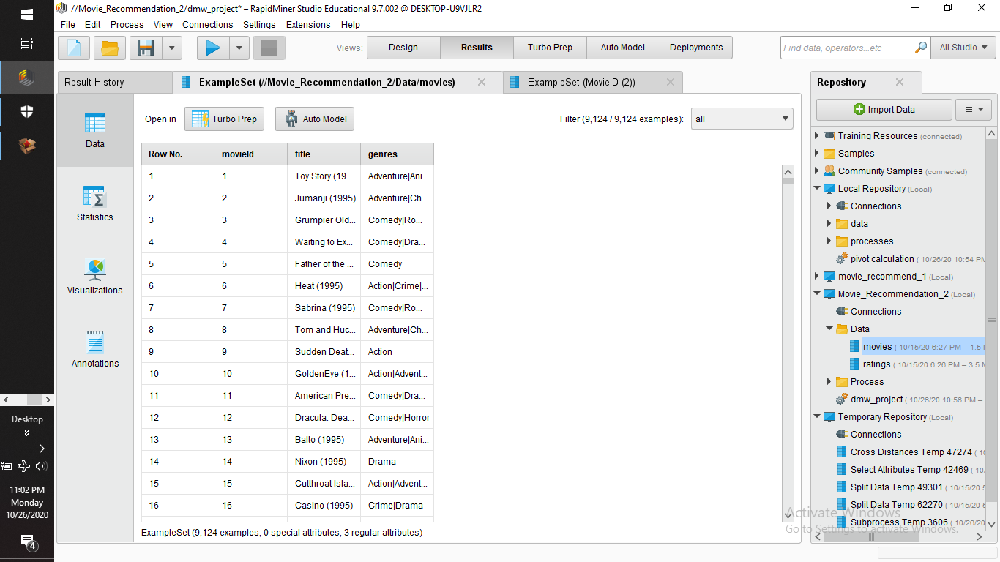 //Movie_Recommendation_2/dmw_project* – RapidMiner Studio Educational 9.7.002 @ DESKTOP-U9VJLR2
File Edit Process View Connections Settings Extensions Help
Views: Design Results Turbo Prep Auto Model Deployments
Find data, operators...etc
All Studio
Result History
ExampleSet (//Movie_Recommendation_2/Data/movies)
ExampleSet (MovieID (2))
Data
Statistics
Visualizations
Annotations
Open in Turbo Prep Auto Model
Filter (9,124 / 9,124 examples): all
Row No. movieId title genres
1 1 Toy Story (19... Adventure|Ani...
2 2 Jumanji (1995) Adventure|Ch...
3 3 Grumpier Old... Comedy|Ro...
4 4 Waiting to Ex... Comedy|Dra...
5 5 Father of the ... Comedy
6 6 Heat (1995) Action|Crime|...
7 7 Sabrina (1995) Comedy|Ro...
8 8 Tom and Huc... Adventure|Ch...
9 9 Sudden Deat... Action
10 10 GoldenEye (1... Action|Advent...
11 11 American Pre... Comedy|Dra...
12 12 Dracula: Dea... Comedy|Horror
13 13 Balto (1995) Adventure|Ani...
14 14 Nixon (1995) Drama
15 15 Cutthroat Isla... Action|Advent...
16 16 Casino (1995) Crime|Drama
ExampleSet (9,124 examples, 0 special attributes, 3 regular attributes)
Repository
Import Data
Training Resources (connected)
Samples
Community Samples (connected)
Local Repository (Local)
Connections
data
processes
pivot calculation ( 10/26/20 10:54 PM
movie_recommend_1 (Local)
Movie_Recommendation_2 (Local)
Connections
Data
movies ( 10/15/20 6:27 PM – 1.5 M
ratings ( 10/15/20 6:26 PM – 3.5 M
Process
dmw_project ( 10/26/20 10:56 PM –
Temporary Repository (Local)
Connections
Cross Distances Temp 47274 ( 10
Select Attributes Temp 42469 ( 10/
Split Data Temp 49301 ( 10/15/20 5
Split Data Temp 62270 ( 10/15/20 5
Subprocess Temp 3606 ( 10/26/20
Activate Windows
Go to Settings to activate Windows.
Desktop
11:02 PM
Monday
10/26/2020
4